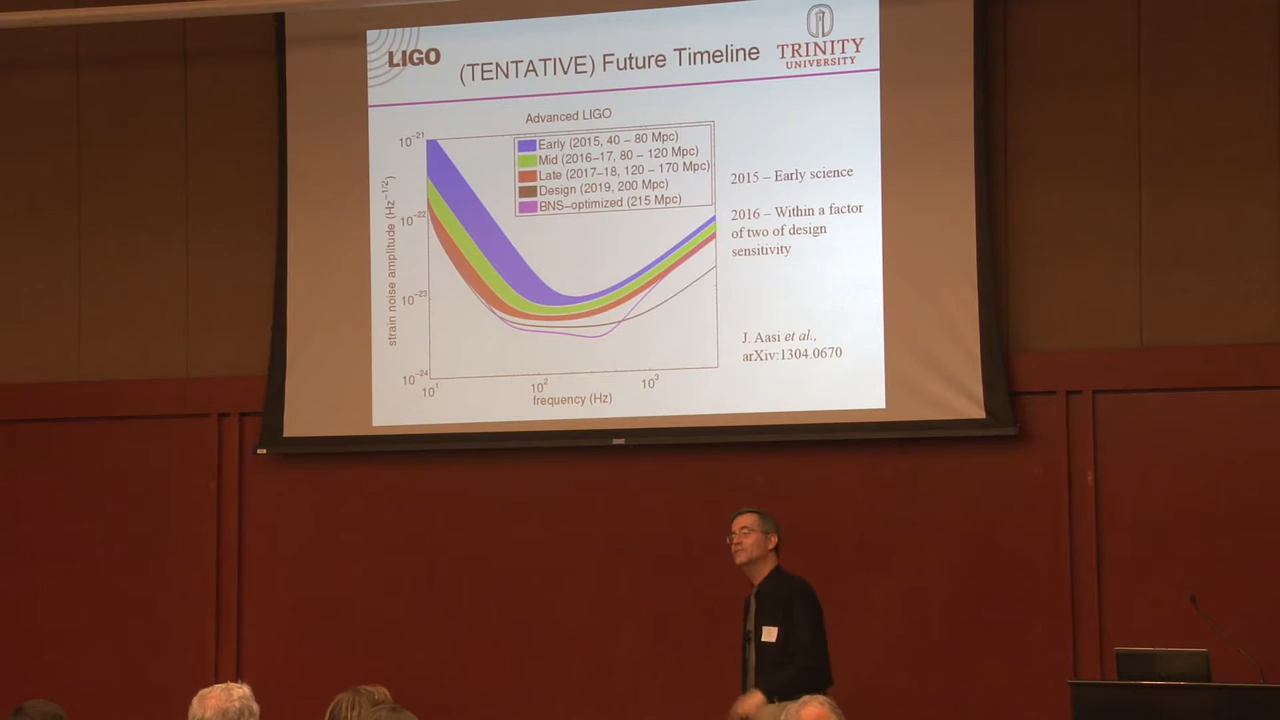 LIGO
(TENTATIVE) Future Timeline
TRINITY
UNIVERSITY
Advanced LIGO
Early (2015, 40 – 80 Mpc)
Mid (2016–17, 80 – 120 Mpc)
Late (2017–18, 120 – 170 Mpc)
Design (2019, 200 Mpc)
BNS–optimized (215 Mpc)
strain noise amplitude (Hz^-1/2)
10^-21
10^-22
10^-23
10^-24
10^1
10^2
10^3
frequency (Hz)
2015 – Early science
2016 – Within a factor
of two of design
sensitivity
J. Aasi et al.,
arXiv:1304.0670